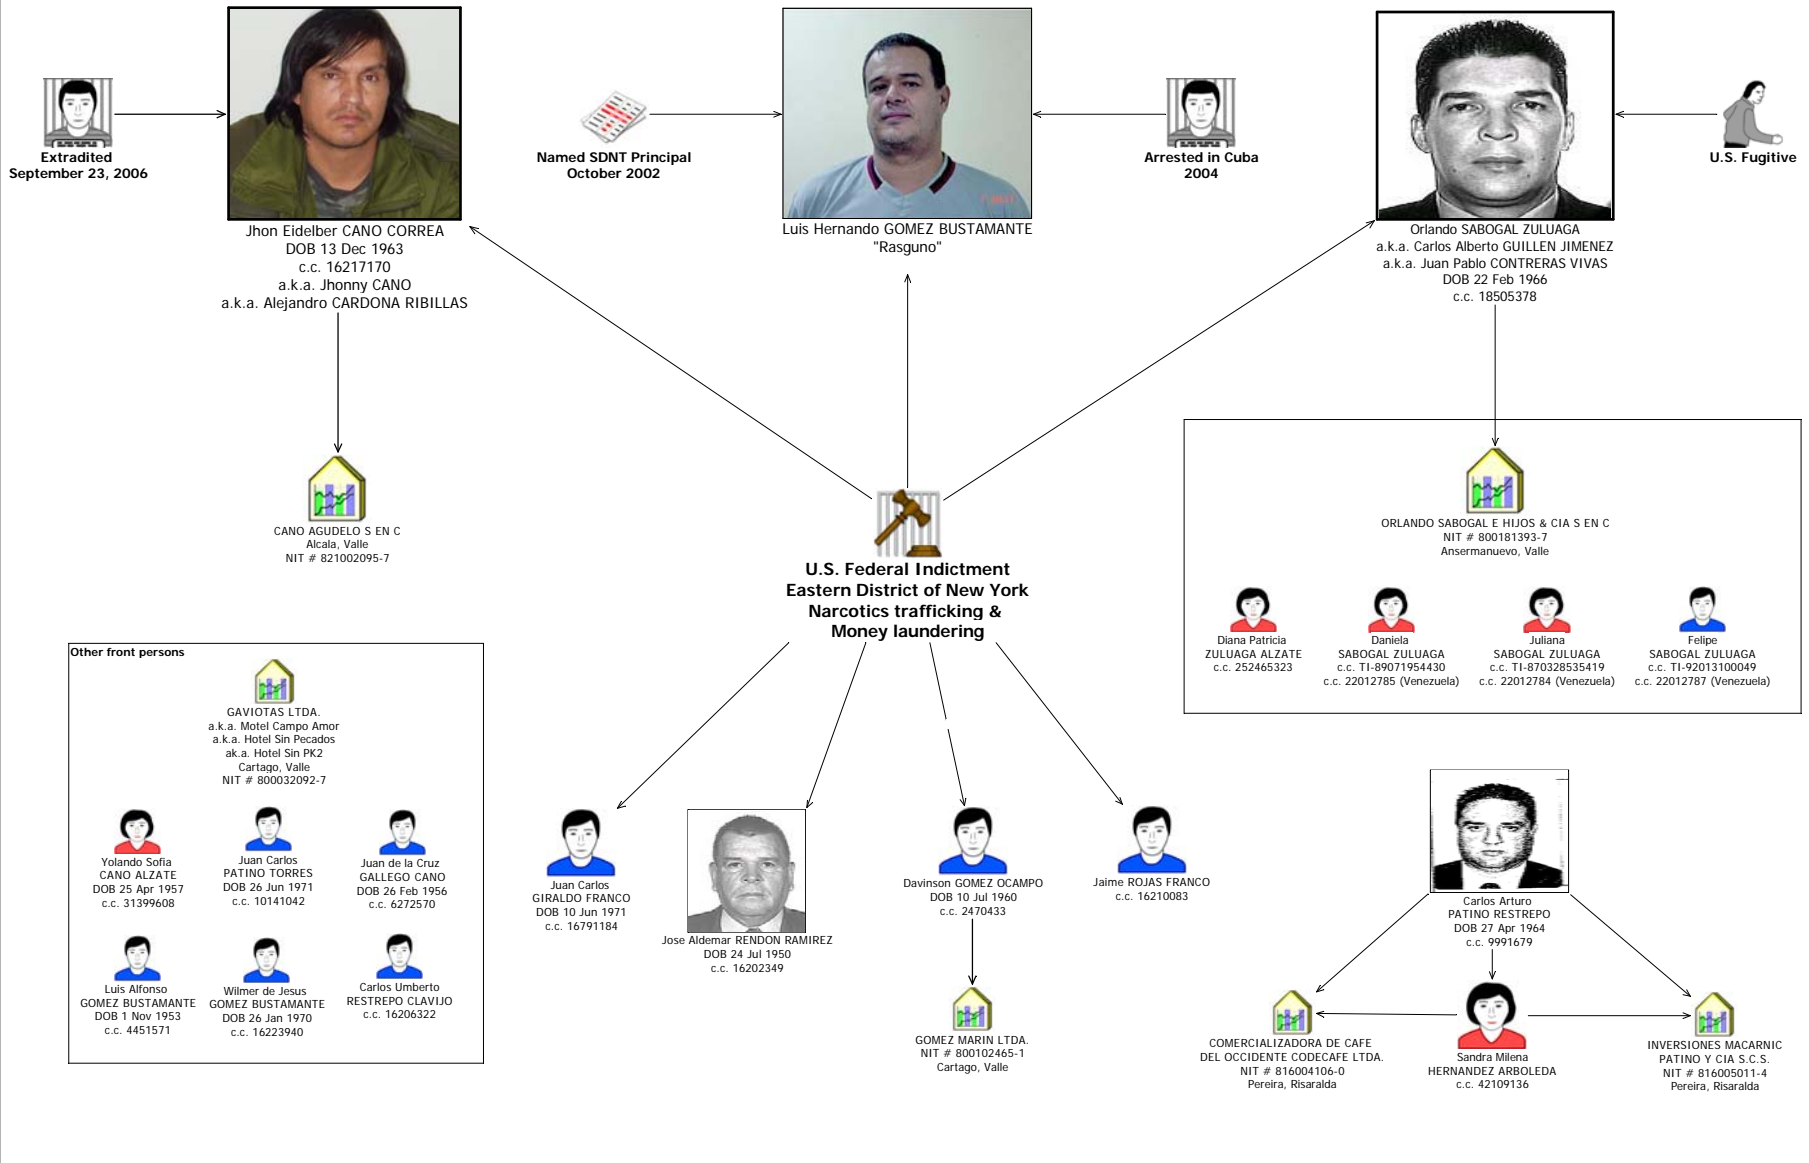 Extradited
September 23, 2006
Jhon Eidelber CANO CORREA
DOB 13 Dec 1963
c.c. 16217170
a.k.a. Jhonny CANO
a.k.a. Alejandro CARDONA RIBILLAS
Named SDNT Principal
October 2002
Luis Hernando GOMEZ BUSTAMANTE
"Rasguno"
Arrested in Cuba
2004
Orlando SABOGAL ZULUAGA
a.k.a. Carlos Alberto GUILLEN JIMENEZ
a.k.a. Juan Pablo CONTRERAS VIVAS
DOB 22 Feb 1966
c.c. 18505378
U.S. Fugitive
CANO AGUDELO S EN C
Alcala, Valle
NIT # 821002095-7
U.S. Federal Indictment
Eastern District of New York
Narcotics trafficking &
Money laundering
ORLANDO SABOGAL E HIJOS & CIA S EN C
NIT # 800181393-7
Ansermanuevo, Valle
Diana Patricia
ZULUAGA ALZATE
c.c. 252465323
Daniela
SABOGAL ZULUAGA
c.c. TI-89071954430
c.c. 22012785 (Venezuela)
Juliana
SABOGAL ZULUAGA
c.c. TI-870328535419
c.c. 22012784 (Venezuela)
Felipe
SABOGAL ZULUAGA
c.c. TI-92013100049
c.c. 22012787 (Venezuela)
Other front persons
GAVIOTAS LTDA.
a.k.a. Motel Campo Amor
a.k.a. Hotel Sin Pecados
ak.a. Hotel Sin PK2
Cartago, Valle
NIT # 800032092-7
Yolando Sofia
CANO ALZATE
DOB 25 Apr 1957
c.c. 31399608
Juan Carlos
PATINO TORRES
DOB 26 Jun 1971
c.c. 10141042
Juan de la Cruz
GALLEGO CANO
DOB 26 Feb 1956
c.c. 6272570
Luis Alfonso
GOMEZ BUSTAMANTE
DOB 1 Nov 1953
c.c. 4451571
Wilmer de Jesus
GOMEZ BUSTAMANTE
DOB 26 Jan 1970
c.c. 16223940
Carlos Umberto
RESTREPO CLAVIJO
c.c. 16206322
Juan Carlos
GIRALDO FRANCO
DOB 10 Jun 1971
c.c. 16791184
Jose Aldemar RENDON RAMIREZ
DOB 24 Jul 1950
c.c. 16202349
Davinson GOMEZ OCAMPO
DOB 10 Jul 1960
c.c. 2470433
GOMEZ MARIN LTDA.
NIT # 800102465-1
Cartago, Valle
Jaime ROJAS FRANCO
c.c. 16210083
Carlos Arturo
PATINO RESTREPO
DOB 27 Apr 1964
c.c. 9991679
COMERCIALIZADORA DE CAFE
DEL OCCIDENTE CODECAFE LTDA.
NIT # 816004106-0
Pereira, Risaralda
Sandra Milena
HERNANDEZ ARBOLEDA
c.c. 42109136
INVERSIONES MACARNIC
PATINO Y CIA S.C.S.
NIT # 816005011-4
Pereira, Risaralda